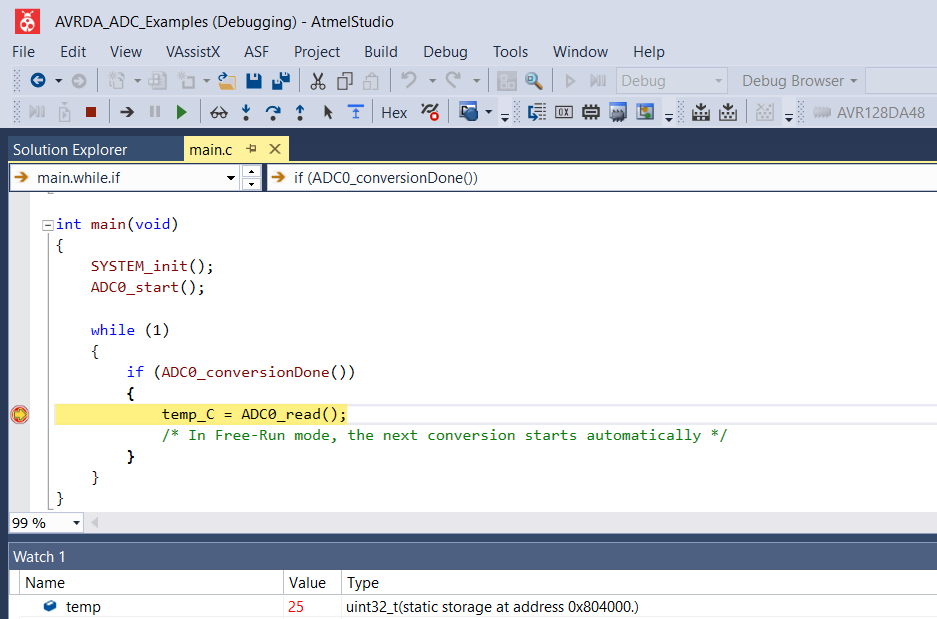 AVRDA_ADC_Examples (Debugging) - AtmelStudio
File Edit View VAssistX ASF Project Build Debug Tools Window Help
Debug Debug Browser
Hex AVR128DA48
Solution Explorer main.c
main.while.if if (ADC0_conversionDone())
int main(void)
{
SYSTEM_init();
ADC0_start();
while (1)
{
if (ADC0_conversionDone())
{
temp_C = ADC0_read();
/* In Free-Run mode, the next conversion starts automatically */
}
}
}
99 %
Watch 1
Name Value Type
temp 25 uint32_t(static storage at address 0x804000.)